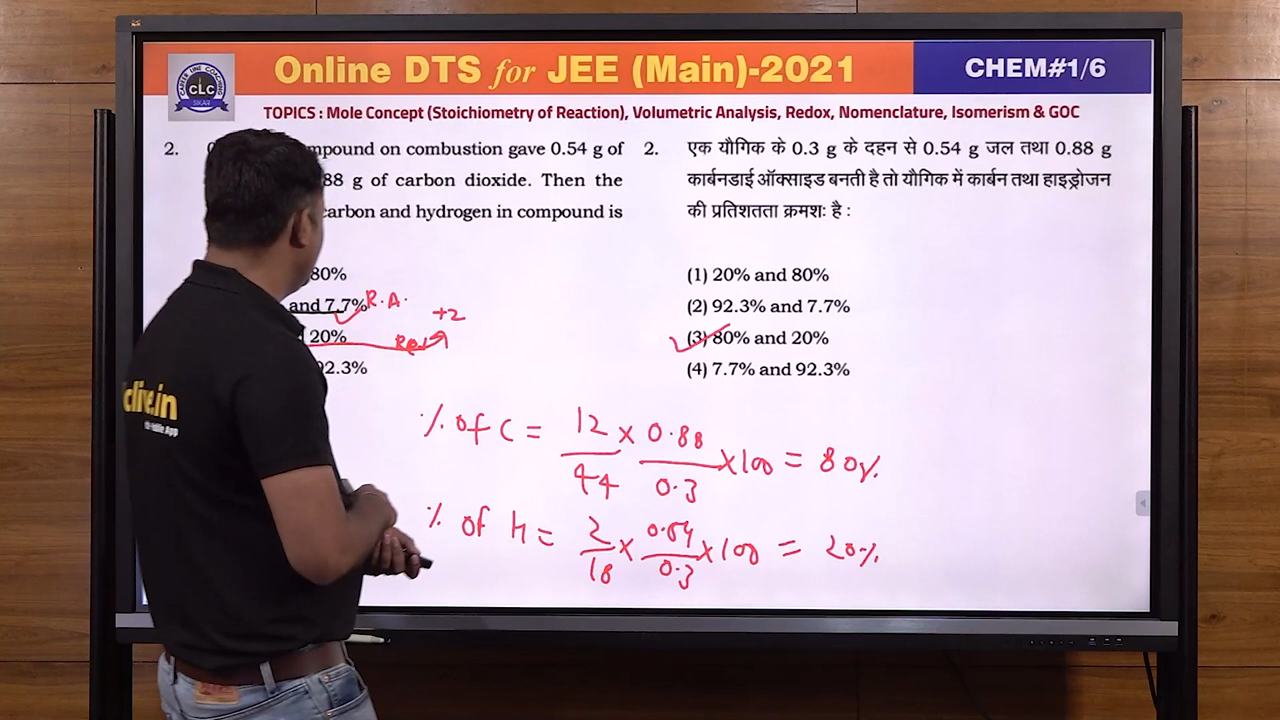 Online DTS for JEE (Main)-2021
CHEM#1/6
CLC
SIKAR
TOPICS : Mole Concept (Stoichiometry of Reaction), Volumetric Analysis, Redox, Nomenclature, Isomerism & GOC
2. mpound on combustion gave 0.54 g of
88 g of carbon dioxide. Then the
carbon and hydrogen in compound is
80%
and 7.7% R.A.
+2
20%
92.3%
2. एक यौगिक के 0.3 g के दहन से 0.54 g जल तथा 0.88 g
कार्बनडाई ऑक्साइड बनती है तो यौगिक में कार्बन तथा हाइड्रोजन
की प्रतिशतता क्रमशः है :
(1) 20% and 80%
(2) 92.3% and 7.7%
(3) 80% and 20%
(4) 7.7% and 92.3%
% of C = 12/44 × 0.88/0.3 × 100 = 80%
% of H = 2/18 × 0.54/0.3 × 100 = 20%
clive.in